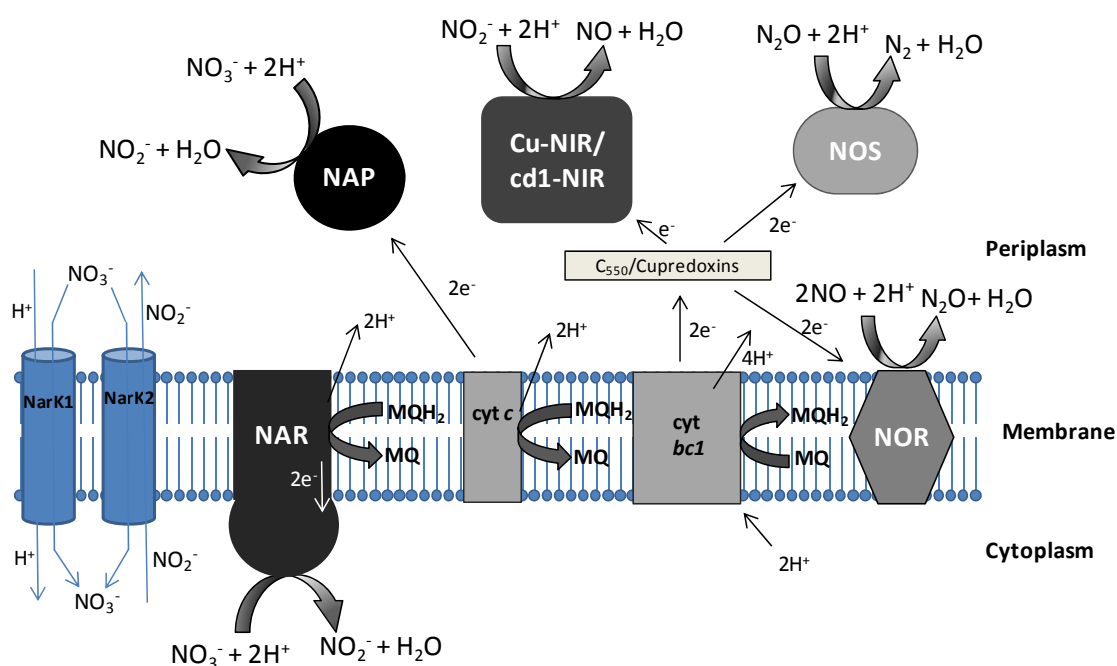 NO₂⁻ + 2H⁺ NO + H₂O
N₂O + 2H⁺ N₂ + H₂O
NO₃⁻ + 2H⁺
NO₂⁻ + H₂O
NAP
Cu-NIR/
cd1-NIR
NOS
e⁻
2e⁻
C₅₅₀/Cupredoxins
Periplasm
NO₃⁻
H⁺
NO₂⁻
2e⁻
2H⁺
2H⁺
2e⁻
4H⁺
2e⁻
2NO + 2H⁺ N₂O + H₂O
NarK1
NarK2
NAR
MQH₂
MQ
2e⁻
cyt c
MQH₂
MQ
cyt
bc1
MQH₂
MQ
NOR
Membrane
H⁺
NO₂⁻
NO₃⁻
2H⁺
Cytoplasm
NO₃⁻ + 2H⁺ NO₂⁻ + H₂O